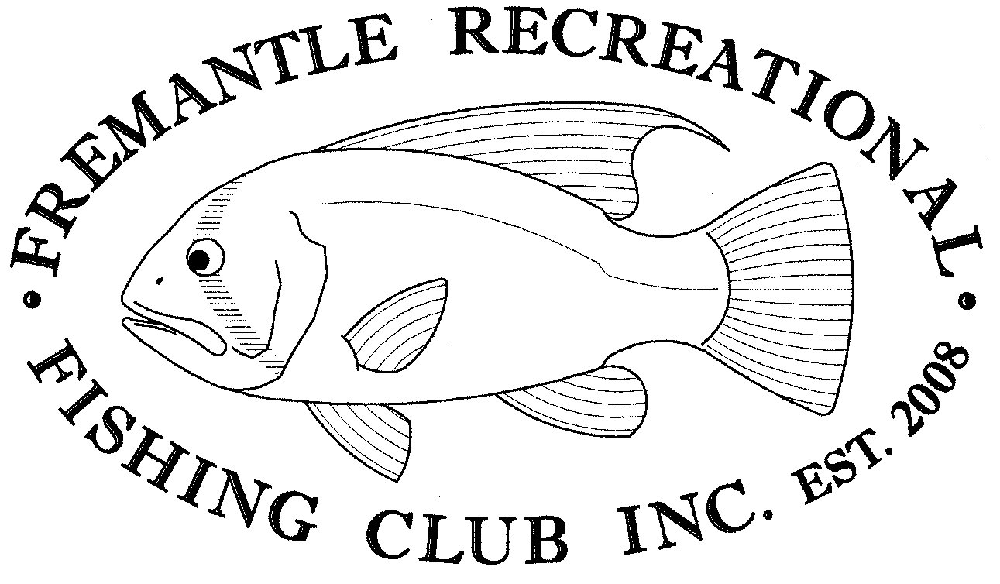 FREMANTLE RECREATIONAL
FISHING CLUB INC. EST. 2008